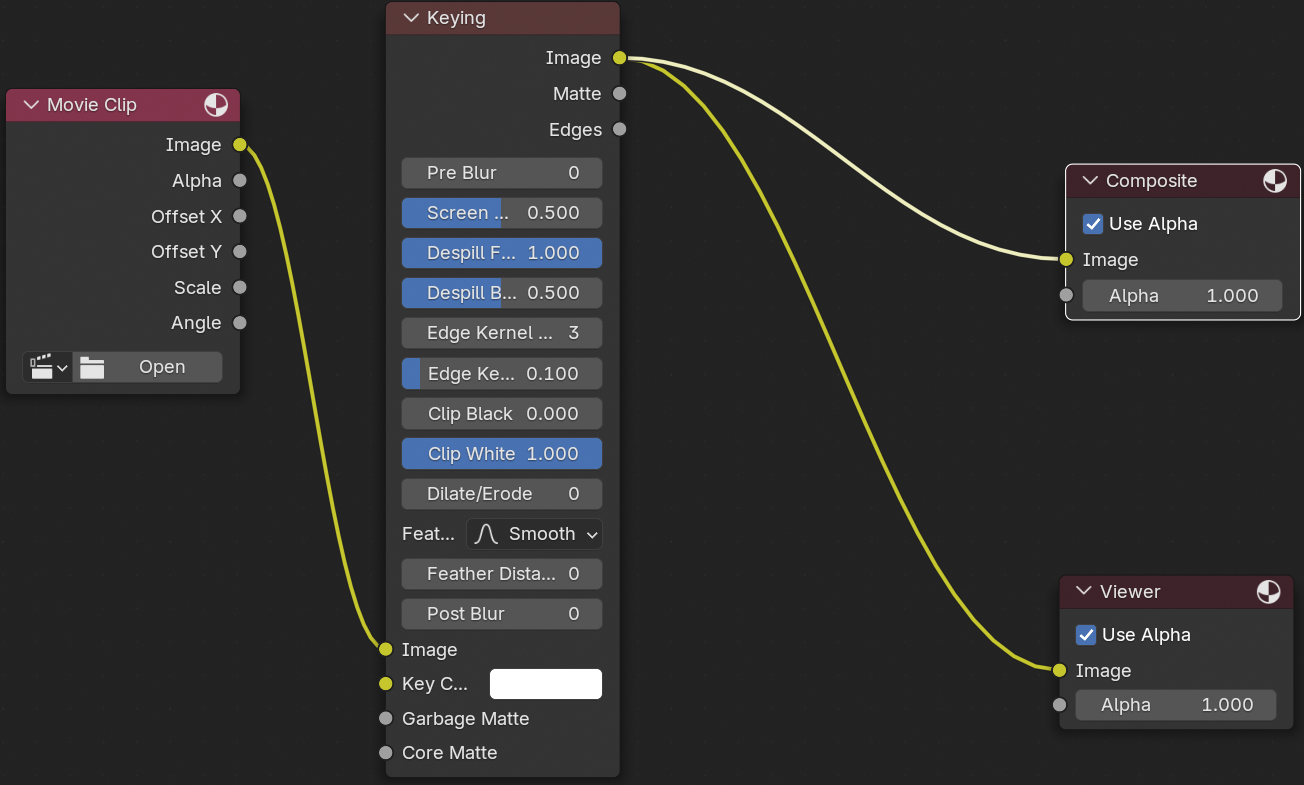 Movie Clip
Image
Alpha
Offset X
Offset Y
Scale
Angle
Open
Keying
Image
Matte
Edges
Pre Blur 0
Screen ... 0.500
Despill F... 1.000
Despill B... 0.500
Edge Kernel ... 3
Edge Ke... 0.100
Clip Black 0.000
Clip White 1.000
Dilate/Erode 0
Feat... Smooth
Feather Dista... 0
Post Blur 0
Image
Key C...
Garbage Matte
Core Matte
Composite
Use Alpha
Image
Alpha 1.000
Viewer
Use Alpha
Image
Alpha 1.000